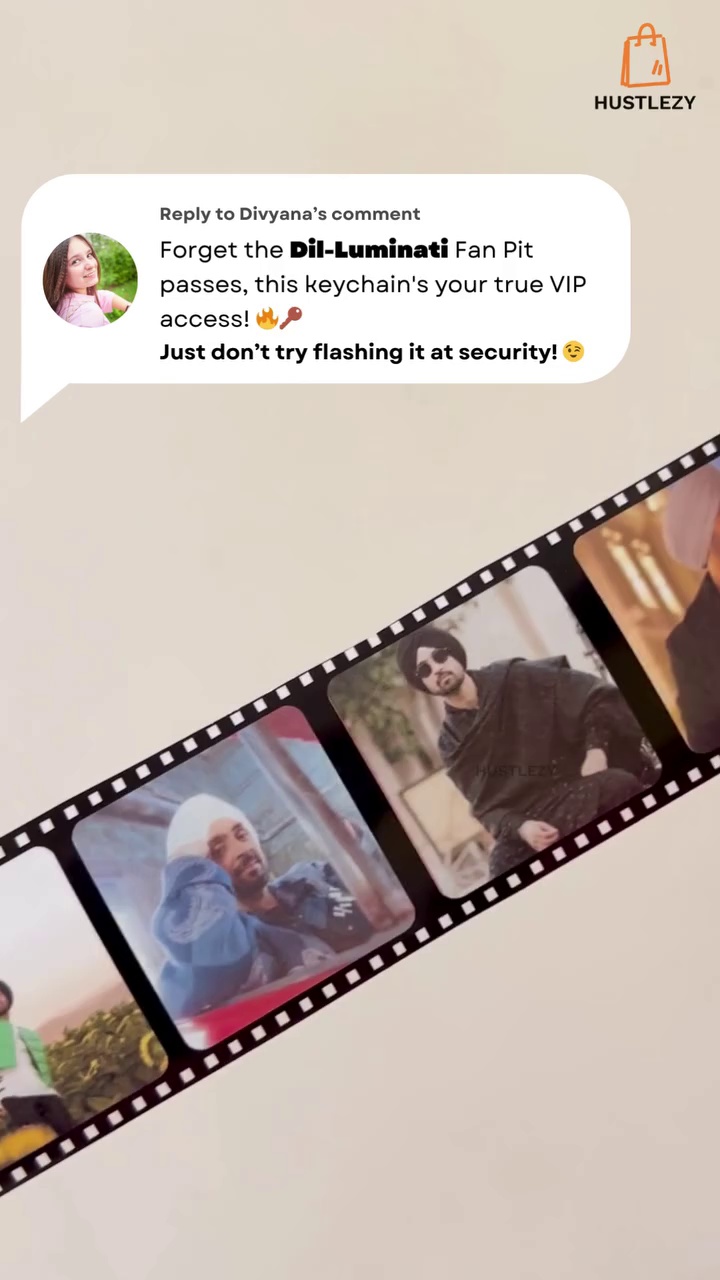 HUSTLEZY
Reply to Divyana’s comment
Forget the Dil-Luminati Fan Pit
passes, this keychain's your true VIP
access! 🔥🔑
Just don’t try flashing it at security! 😉
HUSTLEZY